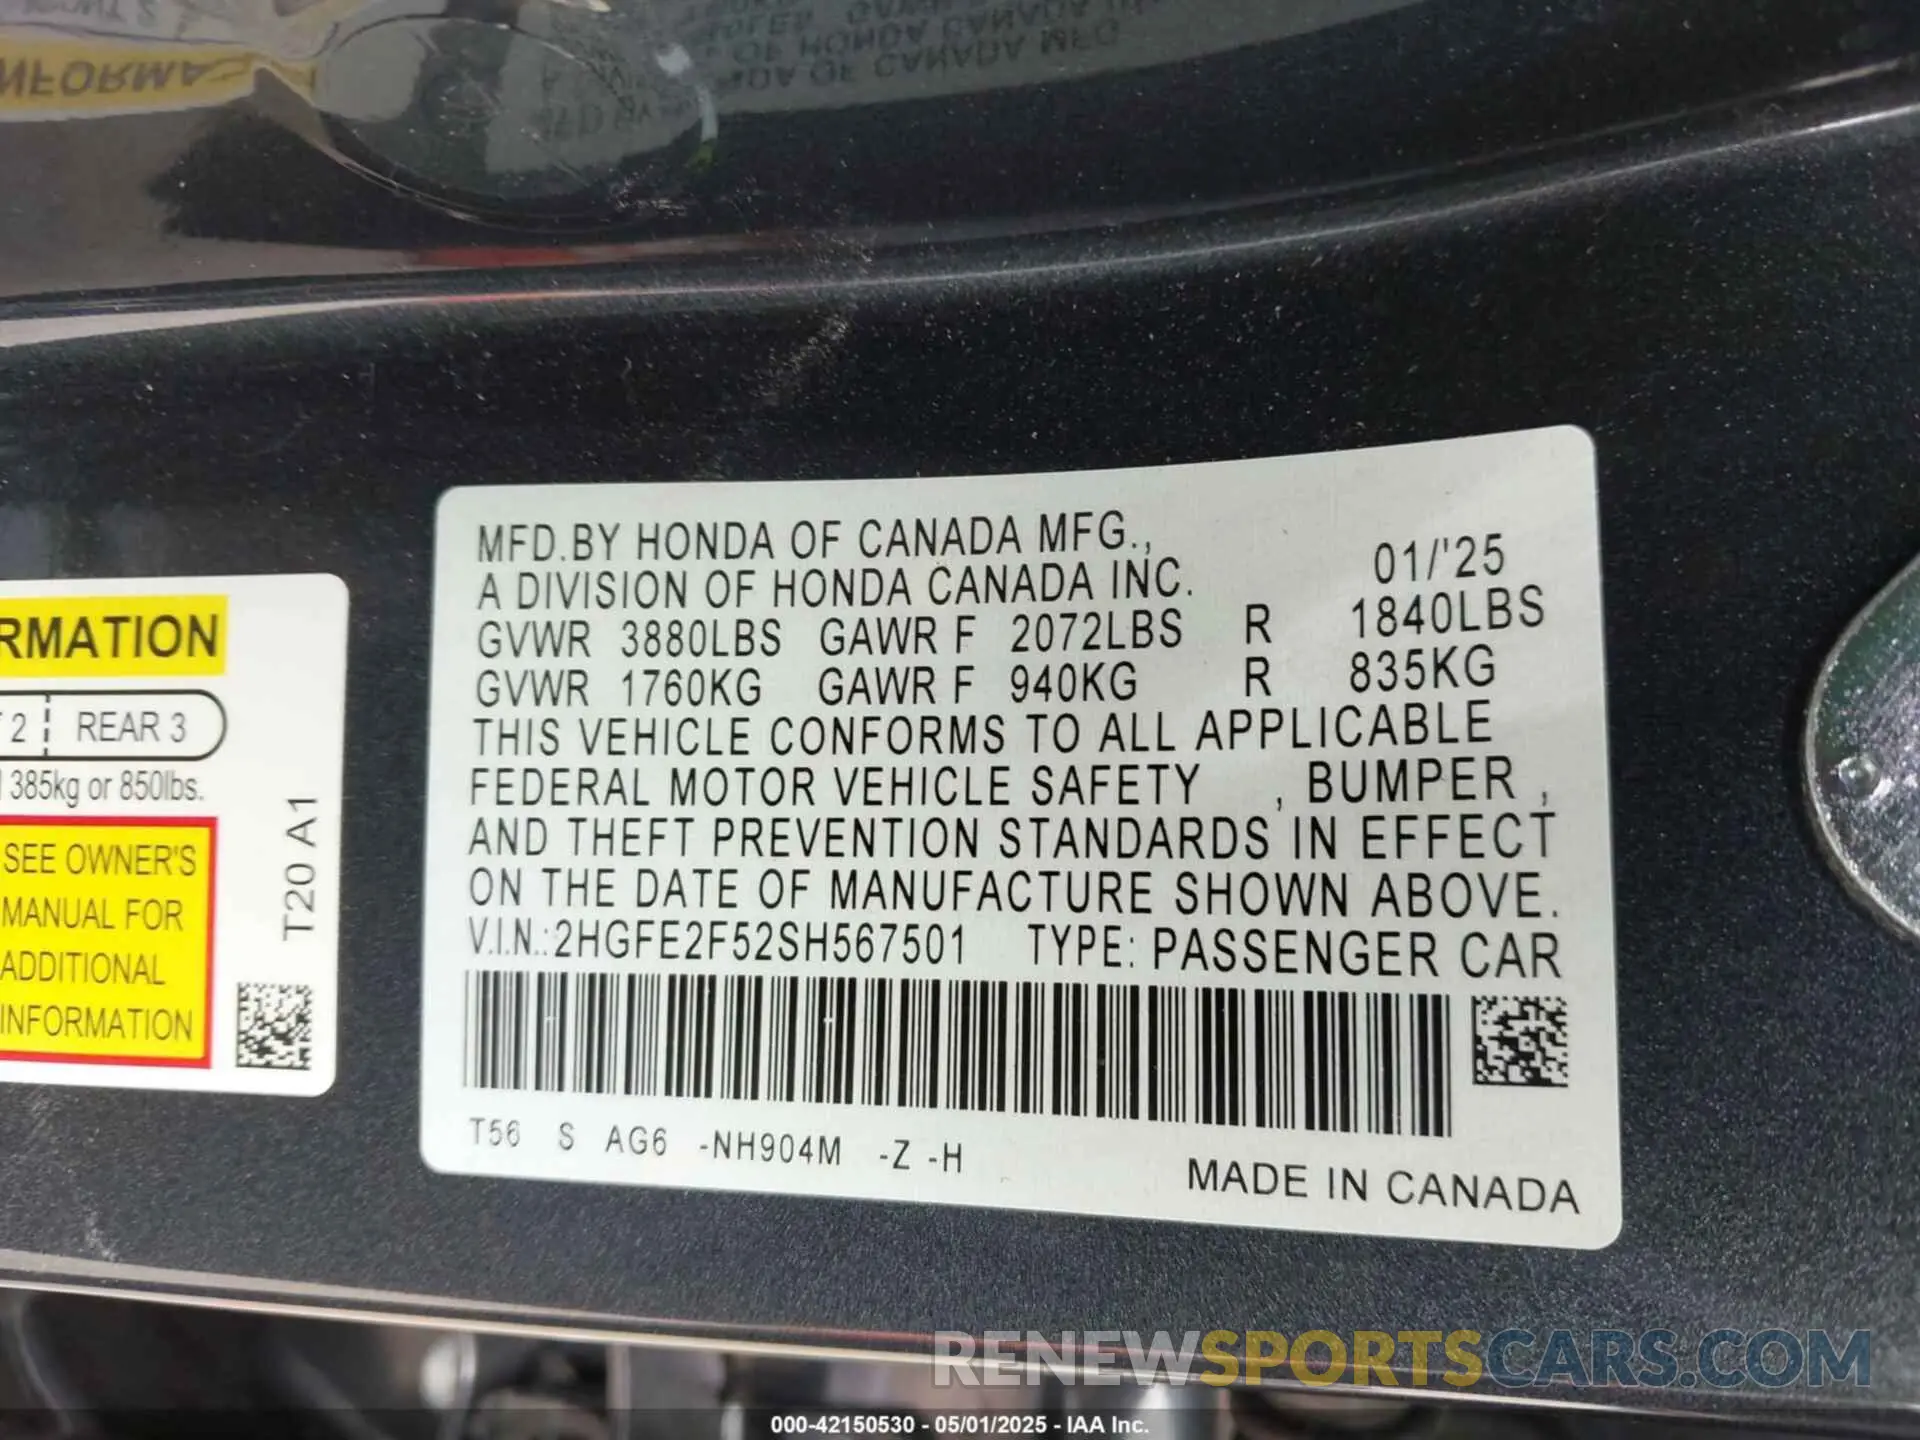 RMATION
T 2 REAR 3
385kg or 850lbs.
SEE OWNER'S
MANUAL FOR
ADDITIONAL
INFORMATION
T20 A1
MFD.BY HONDA OF CANADA MFG.,
A DIVISION OF HONDA CANADA INC. 01/'25
GVWR 3880LBS GAWR F 2072LBS R 1840LBS
GVWR 1760KG GAWR F 940KG R 835KG
THIS VEHICLE CONFORMS TO ALL APPLICABLE
FEDERAL MOTOR VEHICLE SAFETY , BUMPER ,
AND THEFT PREVENTION STANDARDS IN EFFECT
ON THE DATE OF MANUFACTURE SHOWN ABOVE.
V.I.N.:2HGFE2F52SH567501 TYPE: PASSENGER CAR
T56 S AG6 -NH904M -Z -H
MADE IN CANADA
RENEWSPORTSCARS.COM
000-42150530 - 05/01/2025 - IAA Inc.